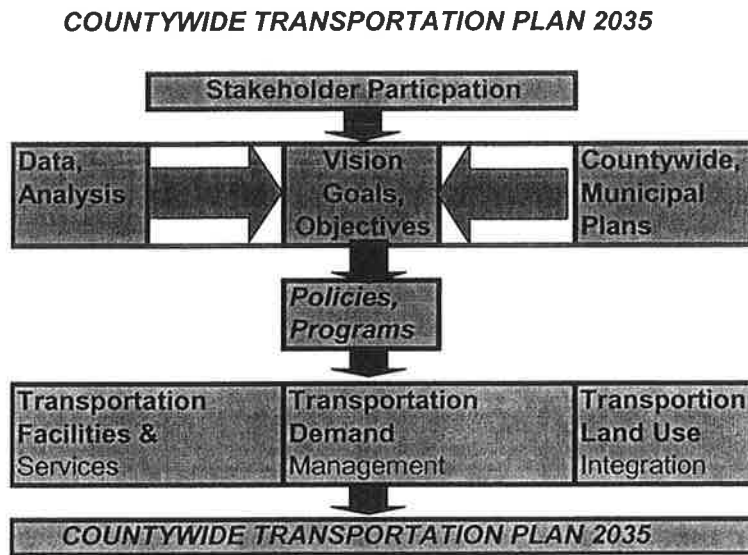 COUNTYWIDE TRANSPORTATION PLAN 2035
Stakeholder Particpation
Data,
Analysis
Vision
Goals,
Objectives
Countywide,
Municipal
Plans
Policies,
Programs
Transportation
Facilities &
Services
Transportation
Demand
Management
Transportion
Land Use
Integration
COUNTYWIDE TRANSPORTATION PLAN 2035